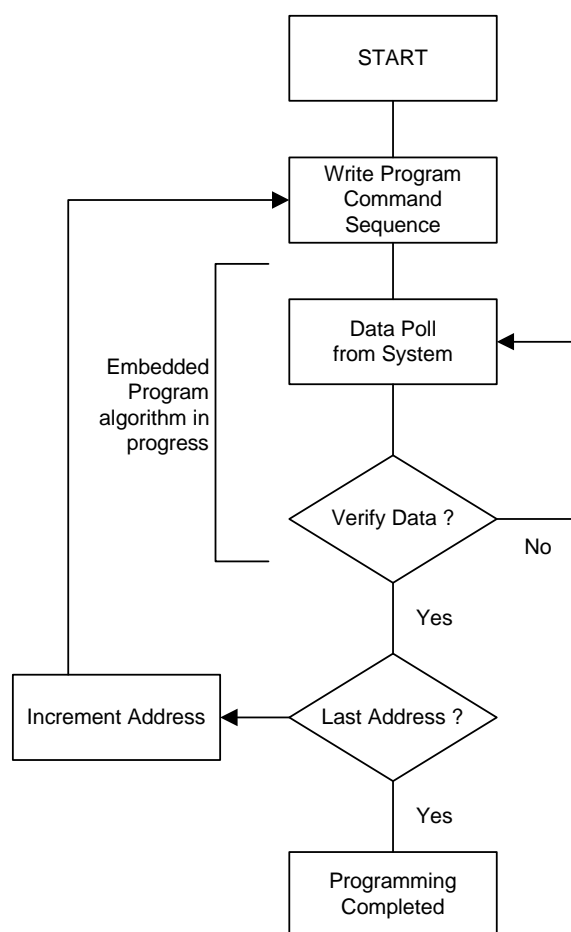 START
Write Program
Command
Sequence
Data Poll
from System
Embedded
Program
algorithm in
progress
Verify Data ?
No
Yes
Increment Address
Last Address ?
Yes
Programming
Completed